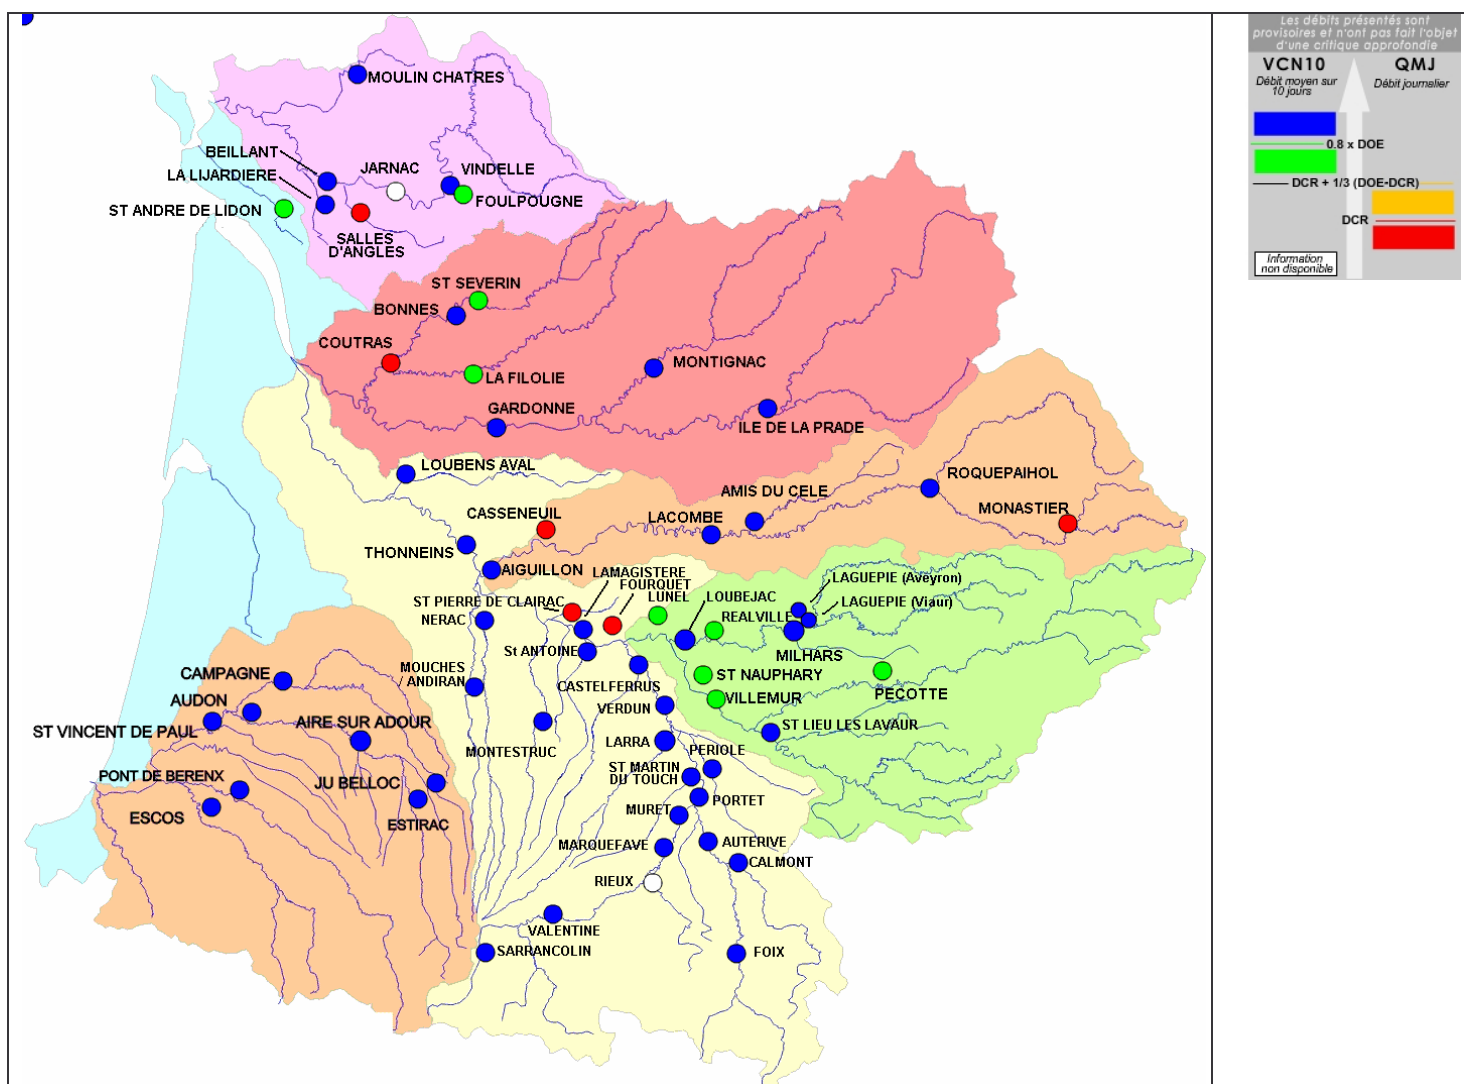 Les débits présentés sont
provisoires et n'ont pas fait l'objet
d'une critique approfondie
VCN10
QMJ
Débit moyen sur
10 jours
Débit journalier
0.8 x DOE
DCR + 1/3 (DOE-DCR)
DCR
Information
non disponible
MOULIN CHATRES
BEILLANT
JARNAC
VINDELLE
LA LIJARDIERE
FOULPOUGNE
ST ANDRE DE LIDON
SALLES
D'ANGLES
ST SEVERIN
BONNES
COUTRAS
MONTIGNAC
LA FILOLIE
GARDONNE
ILE DE LA PRADE
LOUBENS AVAL
ROQUEPAIHOL
AMIS DU CELE
MONASTIER
CASSENEUIL
LACOMBE
THONNEINS
AIGUILLON
LAMAGISTERE
FOURQUET
LUNEL
LAGUEPIE (Aveyron)
LOUBEJAC
LAGUEPIE (Viaur)
ST PIERRE DE CLAIRAC
NERAC
REALVILLE
St ANTOINE
MILHARS
MOUCHES
/ ANDIRAN
CAMPAGNE
ST NAUPHARY
CASTELFERRUS
PECOTTE
AUDON
VILLEMUR
VERDUN
ST VINCENT DE PAUL
AIRE SUR ADOUR
ST LIEU LES LAVAUR
MONTESTRUC
LARRA
PERIOLE
PONT DE BERENX
JU BELLOC
ST MARTIN
DU TOUCH
PORTET
ESCOS
ESTIRAC
MURET
MARQUEFAVE
AUTERIVE
CALMONT
RIEUX
VALENTINE
SARRANCOLIN
FOIX